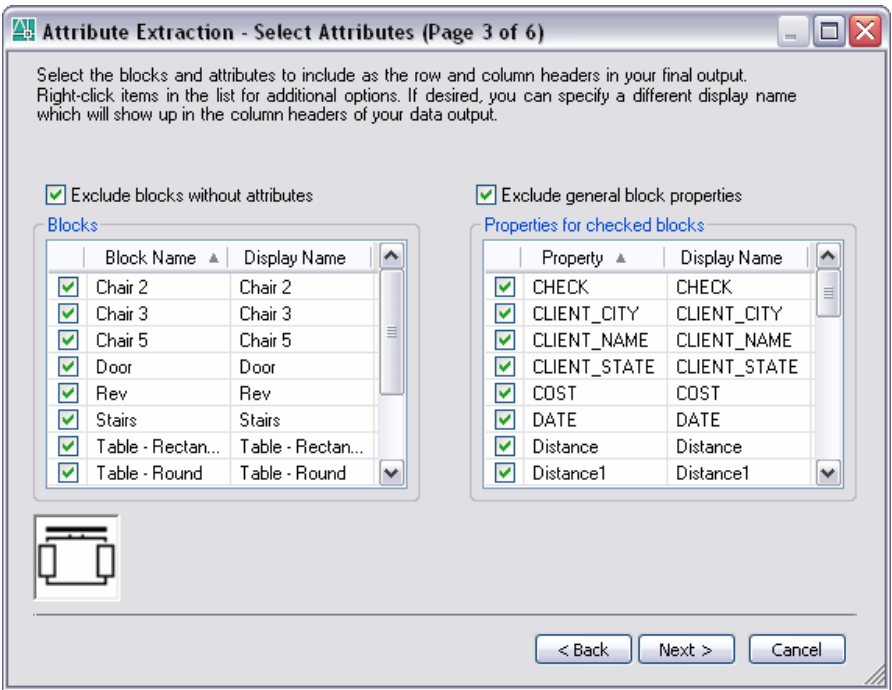 Attribute Extraction - Select Attributes (Page 3 of 6)
Select the blocks and attributes to include as the row and column headers in your final output.
Right-click items in the list for additional options. If desired, you can specify a different display name
which will show up in the column headers of your data output.
Exclude blocks without attributes
Blocks
Block Name Display Name
Chair 2 Chair 2
Chair 3 Chair 3
Chair 5 Chair 5
Door Door
Rev Rev
Stairs Stairs
Table - Rectan... Table - Rectan...
Table - Round Table - Round
Exclude general block properties
Properties for checked blocks
Property Display Name
CHECK CHECK
CLIENT_CITY CLIENT_CITY
CLIENT_NAME CLIENT_NAME
CLIENT_STATE CLIENT_STATE
COST COST
DATE DATE
Distance Distance
Distance1 Distance1
< Back Next > Cancel